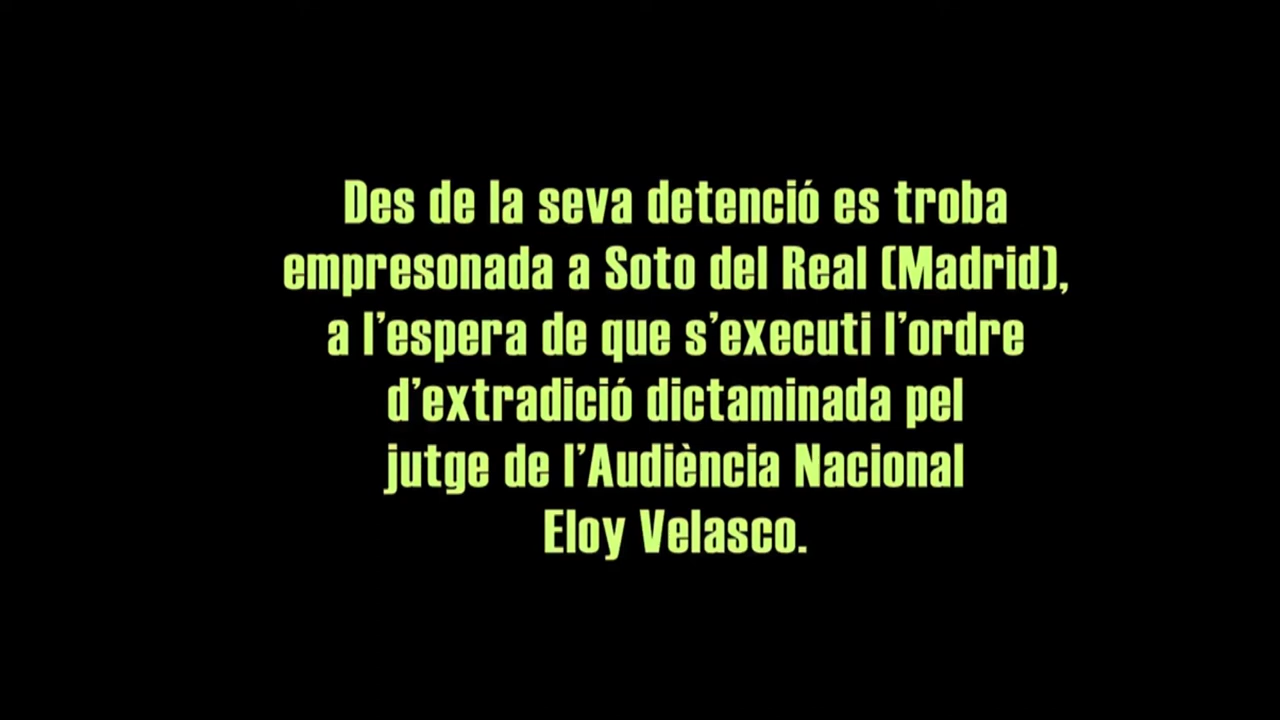 Des de la seva detenció es troba
empresonada a Soto del Real (Madrid),
a l’espera de que s’executi l’ordre
d’extradició dictaminada pel
jutge de l’Audiència Nacional
Eloy Velasco.